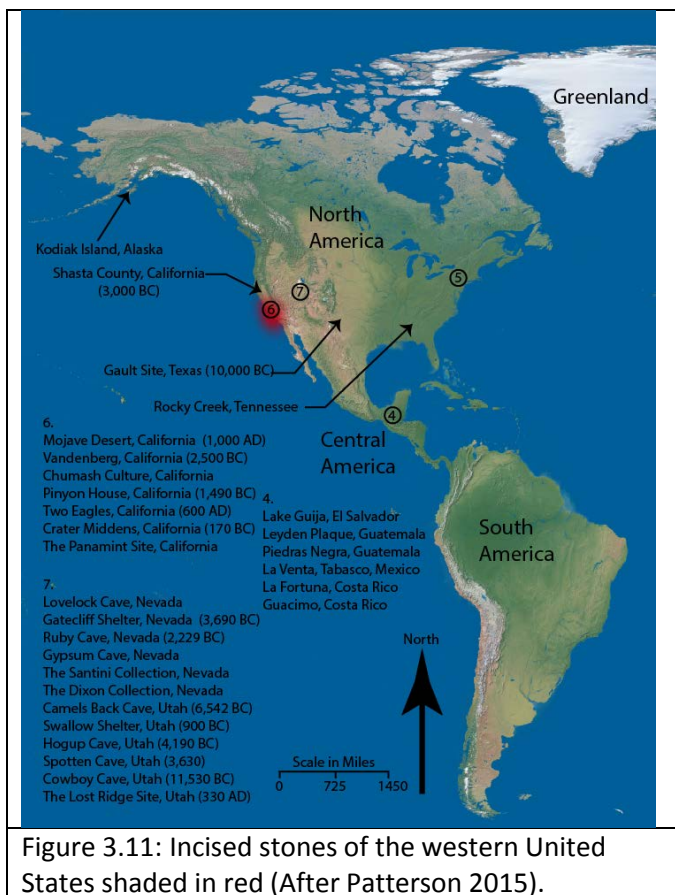 Greenland
North
America
Kodiak Island, Alaska
Shasta County, California
(3,000 BC)
7
5
6
Gault Site, Texas (10,000 BC)
Rocky Creek, Tennessee
4
Central
America
6.
Mojave Desert, California (1,000 AD)
Vandenberg, California (2,500 BC)
Chumash Culture, California
Pinyon House, California (1,490 BC)
Two Eagles, California (600 AD)
Crater Middens, California (170 BC)
The Panamint Site, California
4.
Lake Guija, El Salvador
Leyden Plaque, Guatemala
Piedras Negra, Guatemala
La Venta, Tabasco, Mexico
La Fortuna, Costa Rico
Guacimo, Costa Rico
South
America
7.
Lovelock Cave, Nevada
Gatecliff Shelter, Nevada (3,690 BC)
Ruby Cave, Nevada (2,229 BC)
Gypsum Cave, Nevada
The Santini Collection, Nevada
The Dixon Collection, Nevada
Camels Back Cave, Utah (6,542 BC)
Swallow Shelter, Utah (900 BC)
Hogup Cave, Utah (4,190 BC)
Spotten Cave, Utah (3,630)
Cowboy Cave, Utah (11,530 BC)
The Lost Ridge Site, Utah (330 AD)
North
Scale in Miles
0 725 1450
Figure 3.11: Incised stones of the western United
States shaded in red (After Patterson 2015).